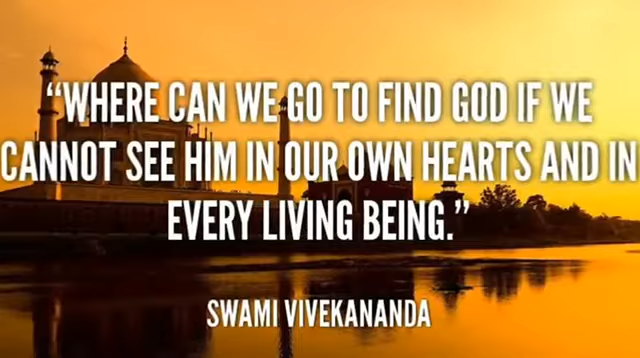 “WHERE CAN WE GO TO FIND GOD IF WE
CANNOT SEE HIM IN OUR OWN HEARTS AND IN
EVERY LIVING BEING.”
SWAMI VIVEKANANDA